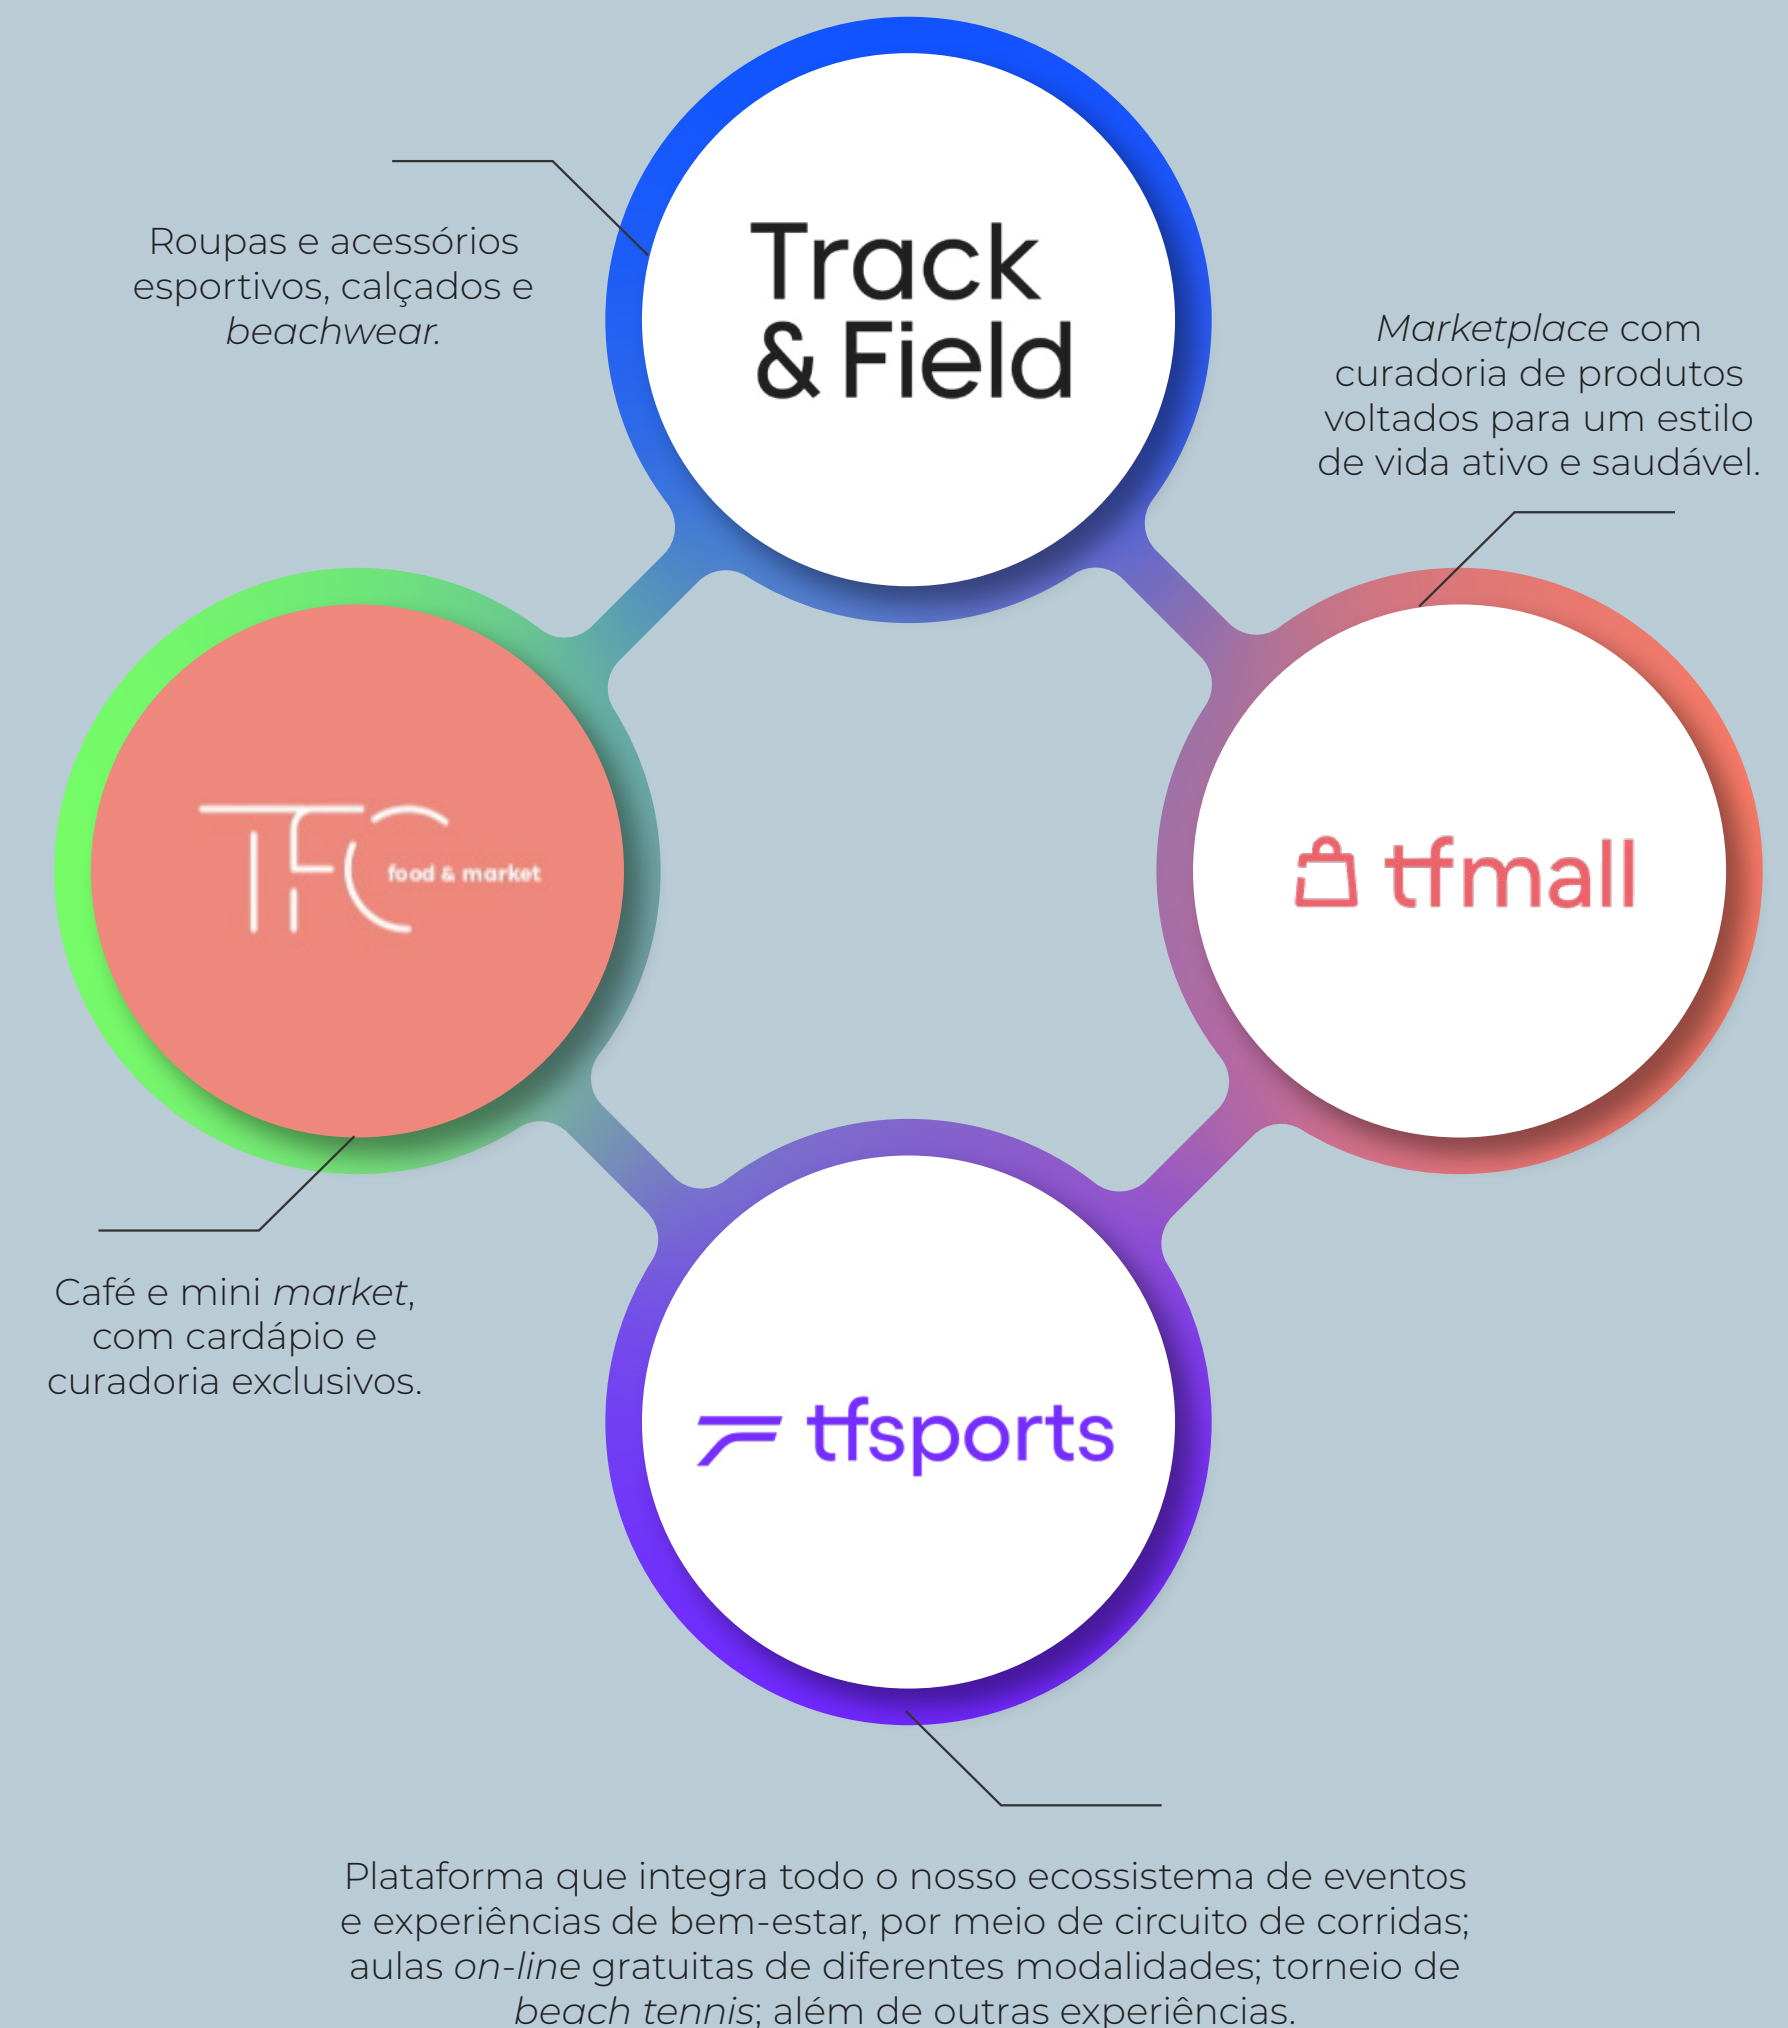 Track
& Field
Roupas e acessórios
esportivos, calçados e
beachwear.
Marketplace com
curadoria de produtos
voltados para um estilo
de vida ativo e saudável.
TFC
food & market
tfmall
Café e mini market,
com cardápio e
curadoria exclusivos.
tfsports
Plataforma que integra todo o nosso ecossistema de eventos
e experiências de bem-estar, por meio de circuito de corridas;
aulas on-line gratuitas de diferentes modalidades; torneio de
beach tennis; além de outras experiências.